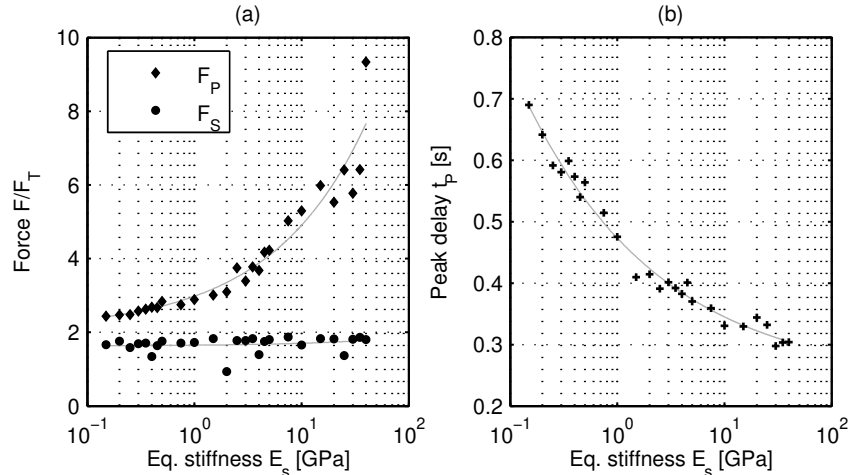 (a)
Force F/F_T
10
8
6
4
2
0
F_P
F_S
10^-1 10^0 10^1 10^2
Eq. stiffness E_s [GPa]
(b)
Peak delay t_P [s]
0.8
0.7
0.6
0.5
0.4
0.3
0.2
10^-1 10^0 10^1 10^2
Eq. stiffness E_s [GPa]